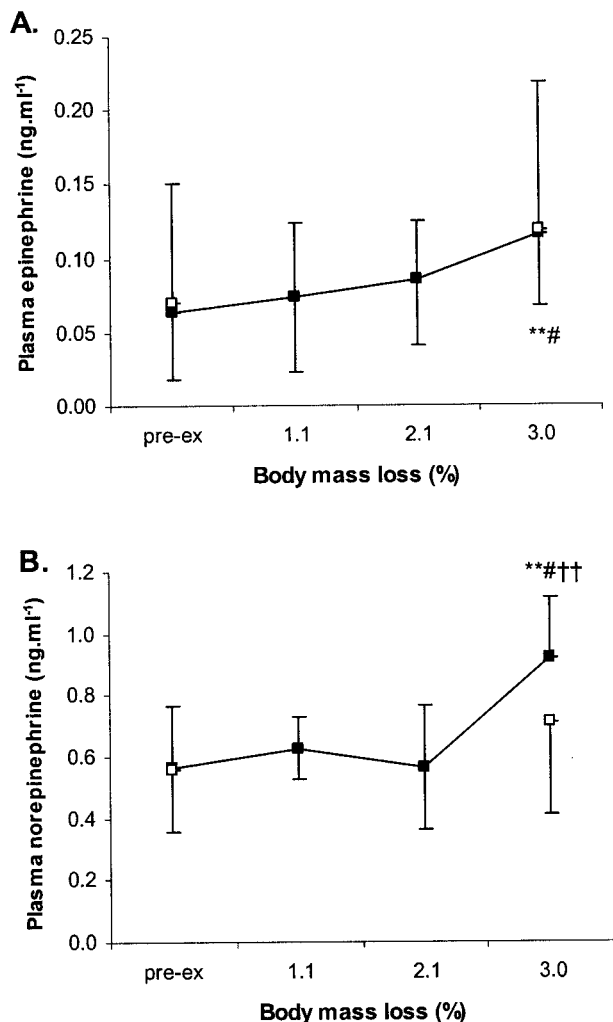 A.
Plasma epinephrine (ng.ml⁻¹)
0.25
0.20
0.15
0.10
0.05
0.00
**#
pre-ex 1.1 2.1 3.0
Body mass loss (%)
B.
Plasma norepinephrine (ng.ml⁻¹)
**#††
1.2
1.0
0.8
0.6
0.4
0.2
0.0
pre-ex 1.1 2.1 3.0
Body mass loss (%)